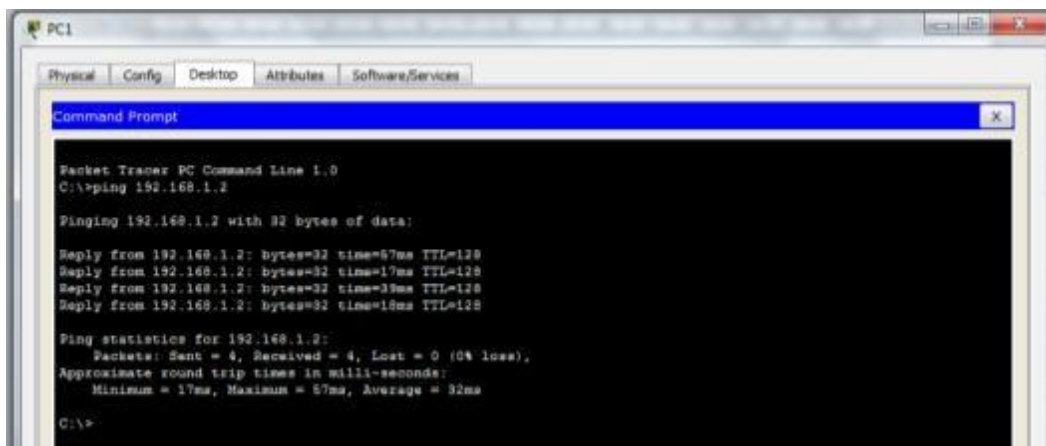 PC1
Physical Config Desktop Attributes Software/Services
Command Prompt X
Packet Tracer PC Command Line 1.0
C:\>ping 192.168.1.2
Pinging 192.168.1.2 with 32 bytes of data:
Reply from 192.168.1.2: bytes=32 time=57ms TTL=128
Reply from 192.168.1.2: bytes=32 time=17ms TTL=128
Reply from 192.168.1.2: bytes=32 time=39ms TTL=128
Reply from 192.168.1.2: bytes=32 time=18ms TTL=128
Ping statistics for 192.168.1.2:
Packets: Sent = 4, Received = 4, Lost = 0 (0% loss),
Approximate round trip times in milli-seconds:
Minimum = 17ms, Maximum = 57ms, Average = 32ms
C:\>